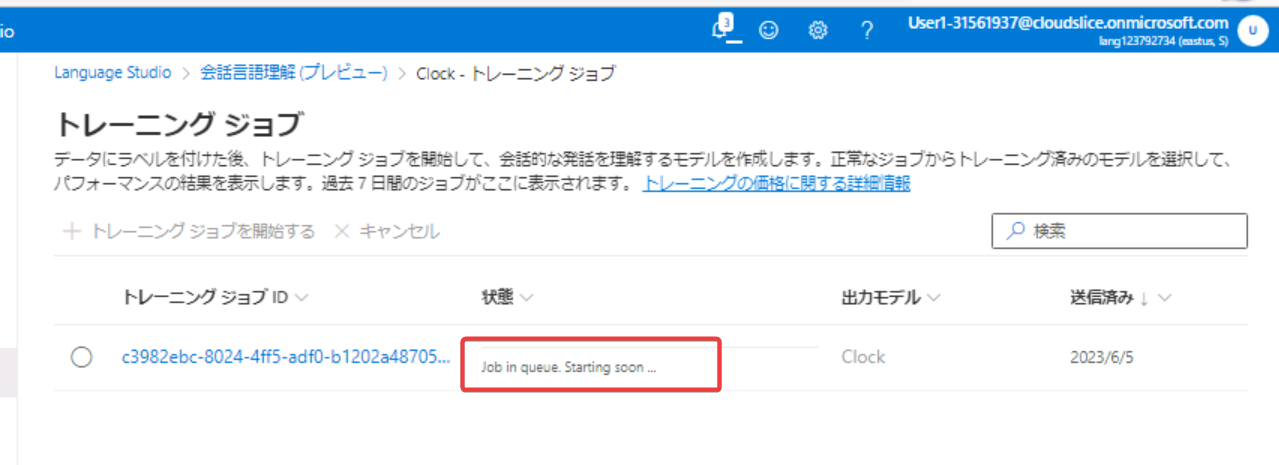 io
3
User1-31561937@cloudslice.onmicrosoft.com
lang123792734 (eastus, S)
U
Language Studio > 会話言語理解 (プレビュー) > Clock - トレーニング ジョブ
トレーニング ジョブ
データにラベルを付けた後、トレーニング ジョブを開始して、会話的な発話を理解するモデルを作成します。正常なジョブからトレーニング済みのモデルを選択して、
パフォーマンスの結果を表示します。過去 7 日間のジョブがここに表示されます。 トレーニングの価格に関する詳細情報
+ トレーニング ジョブを開始する × キャンセル
検索
トレーニング ジョブ ID 状態 出力モデル 送信済み ↓
c3982ebc-8024-4ff5-adf0-b1202a48705... Job in queue. Starting soon ... Clock 2023/6/5